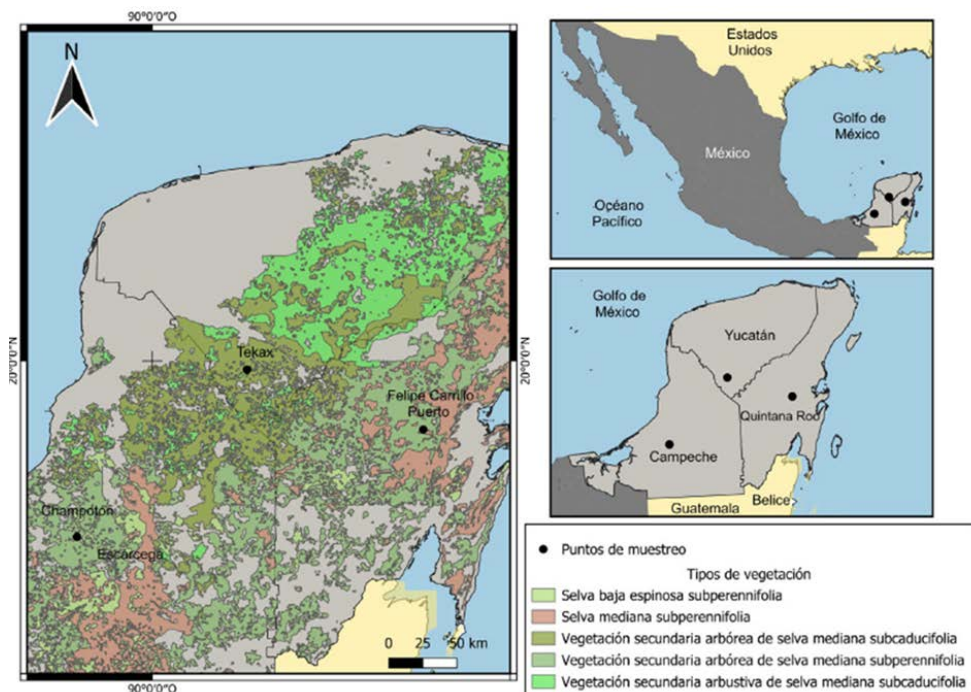 90°0'0"O
N
20°0'0"N
Tekax
Felipe Carrillo
Puerto
Champotón
Escárcega
0 25 50 km
90°0'0"O
20°0'0"N
Estados
Unidos
Golfo de
México
México
Océano
Pacífico
Golfo de
México
Yucatán
Quintana Roo
Campeche
Belice
Guatemala
Puntos de muestreo
Tipos de vegetación
Selva baja espinosa subperennifolia
Selva mediana subperennifolia
Vegetación secundaria arbórea de selva mediana subcaducifolia
Vegetación secundaria arbórea de selva mediana subperennifolia
Vegetación secundaria arbustiva de selva mediana subcaducifolia